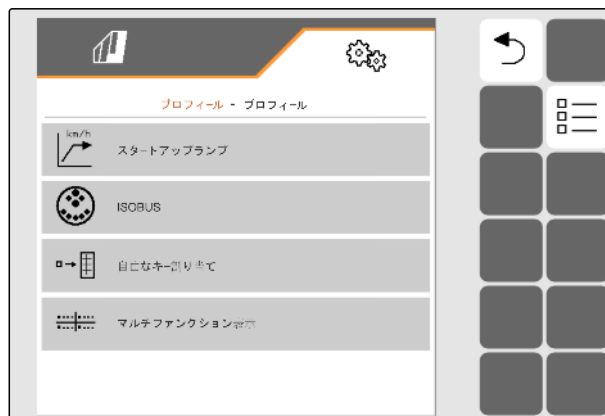 プロフィール - プロフィール
km/h
スタートアップランプ
ISOBUS
自由なキー割り当て
マルチファンクション表示